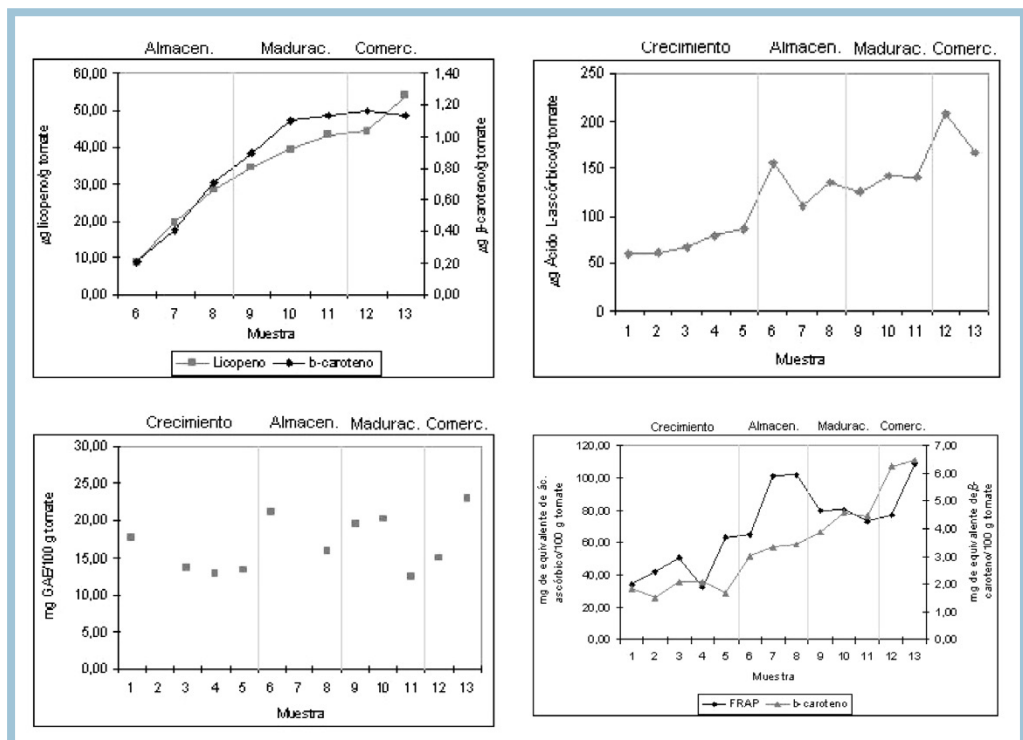 Almacen. Madurac. Comerc.
60,00
50,00
40,00
30,00
20,00
10,00
0,00
µg licopeno/g tomate
1,40
1,20
1,00
0,80
0,60
0,40
0,20
0,00
µg β-caroteno/g tomate
6 7 8 9 10 11 12 13
Muestra
Licopeno b-caroteno
Crecimiento Almacen. Madurac. Comerc.
250
200
150
100
50
0
µg Ácido L-ascórbico/g tomate
1 2 3 4 5 6 7 8 9 10 11 12 13
Muestra
Crecimiento Almacen. Madurac. Comerc.
30,00
25,00
20,00
15,00
10,00
5,00
0,00
mg GAE/100 g tomate
1 2 3 4 5 6 7 8 9 10 11 12 13
Muestra
Crecimiento Almacen. Madurac. Comerc.
120,00
100,00
80,00
60,00
40,00
20,00
0,00
mg de equivalente de ác.
ascórbico/100 g tomate
7,00
6,00
5,00
4,00
3,00
2,00
1,00
0,00
mg de equivalente de β-
caroteno/100 g tomate
1 2 3 4 5 6 7 8 9 10 11 12 13
Muestra
FRAP b-caroteno